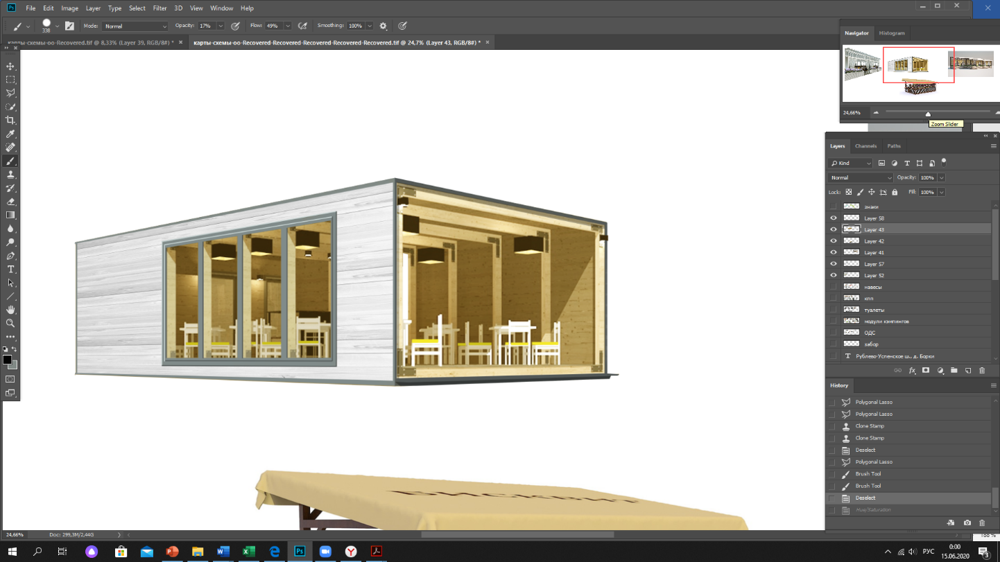 Ps File Edit Image Layer Type Select Filter 3D View Window Help
338 Mode: Normal Opacity: 17% Flow: 49% Smoothing: 100%
карты-схемы-оо-Recovered.tif @ 8,33% (Layer 39, RGB/8#) * карты-схемы-оо-Recovered-Recovered-Recovered-Recovered-Recovered.tif @ 24,7% (Layer 43, RGB/8#) *
Navigator Histogram
24,66%
Zoom Slider
Layers Channels Paths
Kind
Normal Opacity: 100%
Lock: Fill: 100%
знаки
Layer 58
Layer 43
Layer 42
Layer 41
Layer 57
Layer 52
навесы
кпп
туалеты
модули кэмпингов
ОДС
забор
T Рублево-Успенское ш., д. Борки
fx
History
Polygonal Lasso
Polygonal Lasso
Clone Stamp
Clone Stamp
Deselect
Polygonal Lasso
Brush Tool
Brush Tool
Deselect
Hue/Saturation
24,66% Doc: 299,3M/2,44G
100 %
РУС
0:00
15.06.2020
3